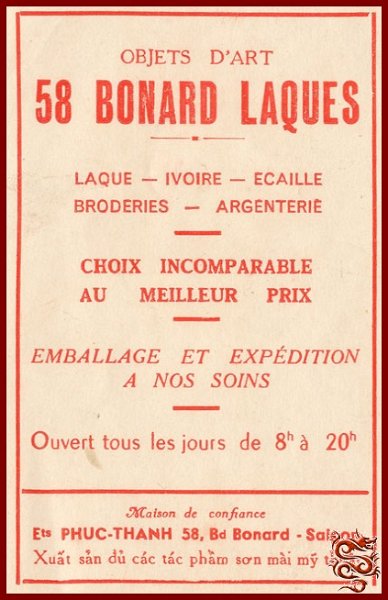 OBJETS D'ART
58 BONARD LAQUES
LAQUE — IVOIRE — ECAILLE
BRODERIES — ARGENTERIE
CHOIX INCOMPARABLE
AU MEILLEUR PRIX
EMBALLAGE ET EXPÉDITION
A NOS SOINS
Ouvert tous les jours de 8h à 20h
Maison de confiance
Ets PHUC-THANH 58, Bd Bonard - Saigon
Xuất sản đủ các tác phẩm sơn mài mỹ